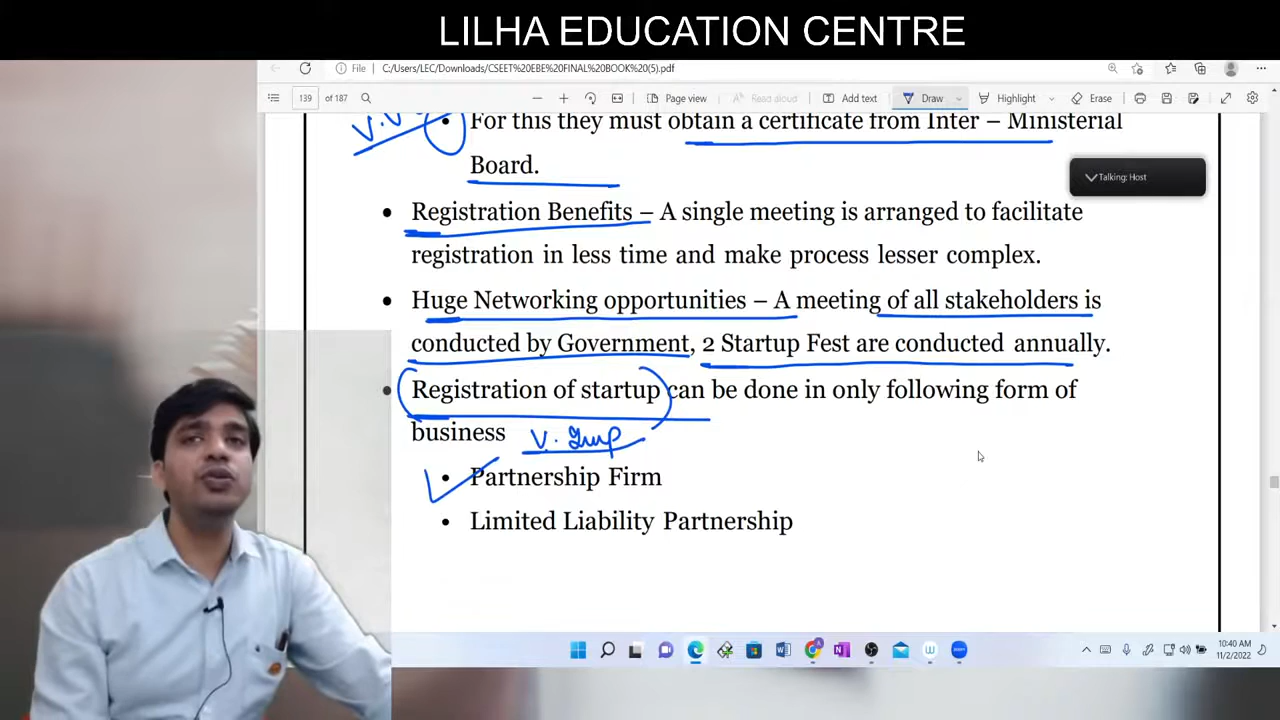 LILHA EDUCATION CENTRE
File C:/Users/LEC/Downloads/CSEET%20EBE%20FINAL%20BOOK%20(5).pdf
139 of 187 Page view Read aloud Add text Draw Highlight Erase
For this they must obtain a certificate from Inter – Ministerial
Board.
Talking: Host
• Registration Benefits – A single meeting is arranged to facilitate
registration in less time and make process lesser complex.
• Huge Networking opportunities – A meeting of all stakeholders is
conducted by Government, 2 Startup Fest are conducted annually.
• Registration of startup can be done in only following form of
business V. Imp
• Partnership Firm
• Limited Liability Partnership
10:40 AM
11/2/2022